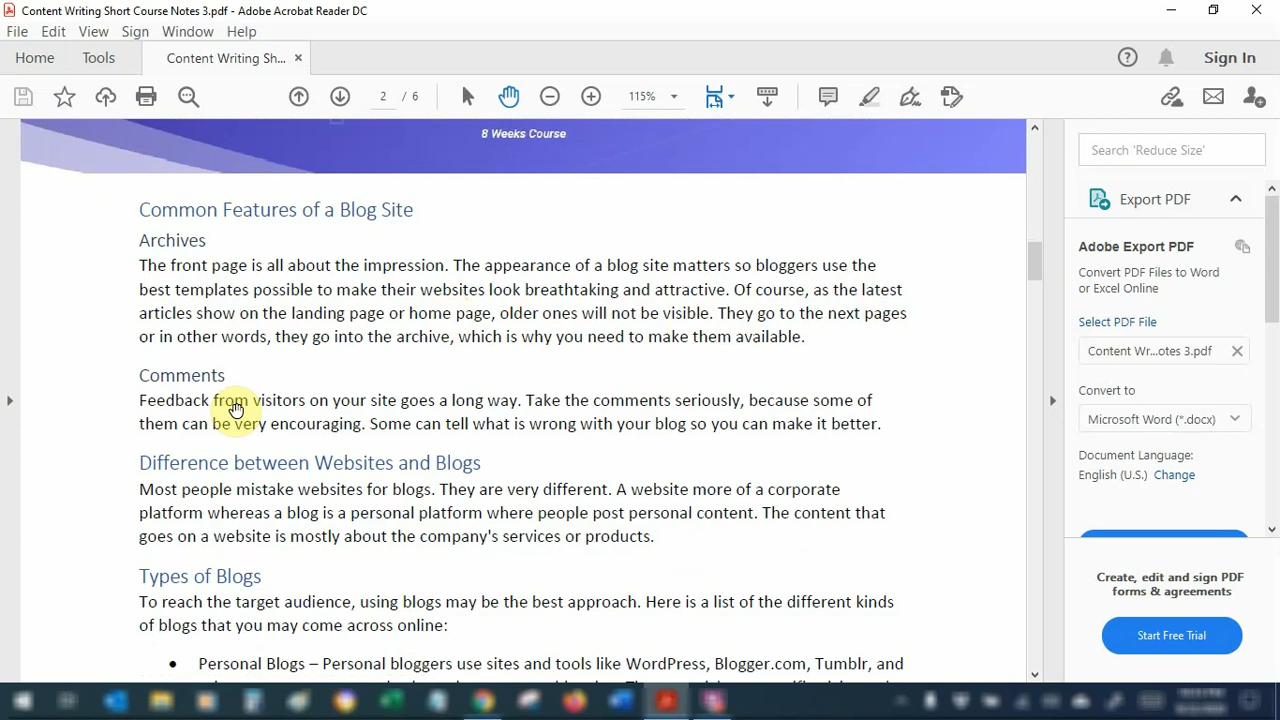 Content Writing Short Course Notes 3.pdf - Adobe Acrobat Reader DC
File Edit View Sign Window Help
Home Tools Content Writing Sh... × Sign In
2 / 6 115%
8 Weeks Course
Common Features of a Blog Site
Archives
The front page is all about the impression. The appearance of a blog site matters so bloggers use the
best templates possible to make their websites look breathtaking and attractive. Of course, as the latest
articles show on the landing page or home page, older ones will not be visible. They go to the next pages
or in other words, they go into the archive, which is why you need to make them available.
Comments
Feedback from visitors on your site goes a long way. Take the comments seriously, because some of
them can be very encouraging. Some can tell what is wrong with your blog so you can make it better.
Difference between Websites and Blogs
Most people mistake websites for blogs. They are very different. A website more of a corporate
platform whereas a blog is a personal platform where people post personal content. The content that
goes on a website is mostly about the company's services or products.
Types of Blogs
To reach the target audience, using blogs may be the best approach. Here is a list of the different kinds
of blogs that you may come across online:
• Personal Blogs – Personal bloggers use sites and tools like WordPress, Blogger.com, Tumblr, and
Search 'Reduce Size'
Export PDF
Adobe Export PDF
Convert PDF Files to Word
or Excel Online
Select PDF File
Content Wr...otes 3.pdf
Convert to
Microsoft Word (*.docx)
Document Language:
English (U.S.) Change
Create, edit and sign PDF
forms & agreements
Start Free Trial